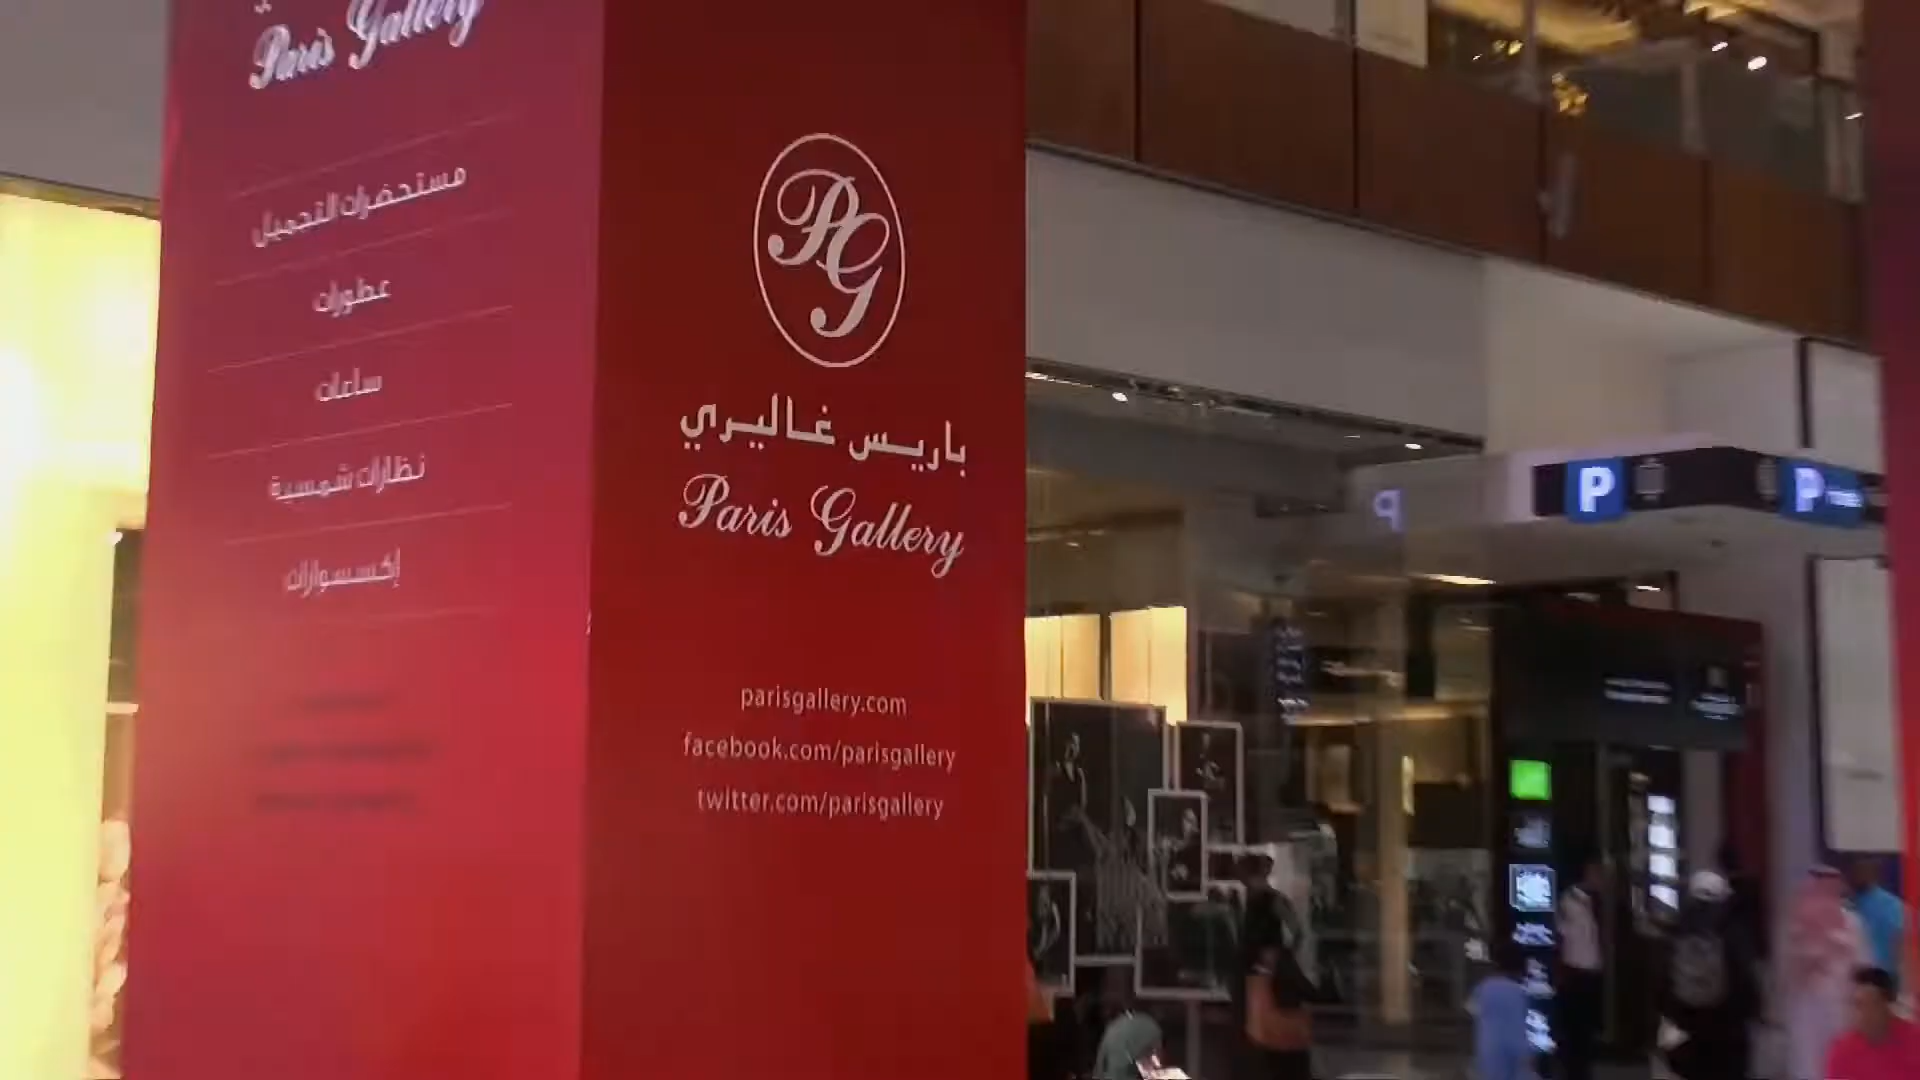 Paris Gallery
مستحضرات التجميل
عطورات
ساعات
نظارات شمسية
إكسسوارات
PG
باريس غاليري
Paris Gallery
parisgallery.com
facebook.com/parisgallery
twitter.com/parisgallery
P
P